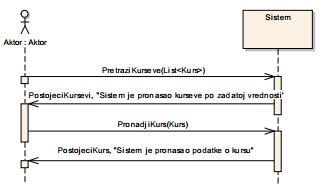 Sistem
Aktor : Aktor
PretraziKurseve(List<Kurs>)
PostojeciKursevi, "Sistem je pronasao kurseve po zadatoj vrednosti"
PronadjiKurs(Kurs)
PostojeciKurs, "Sistem je pronasao podatke o kursu"